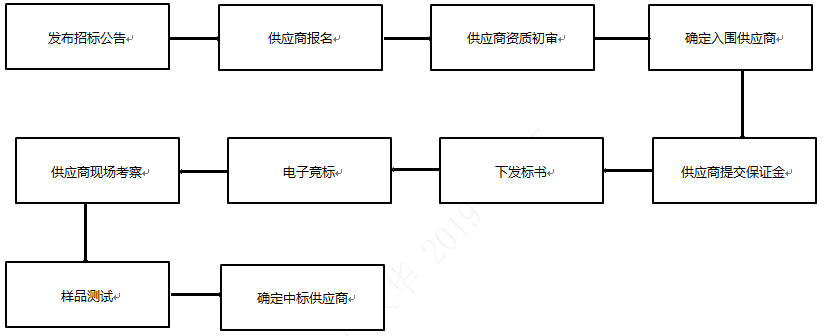 发布招标公告
供应商报名
供应商资质初审
确定入围供应商
供应商提交保证金
下发标书
电子竞标
供应商现场考察
样品测试
确定中标供应商
华 2019